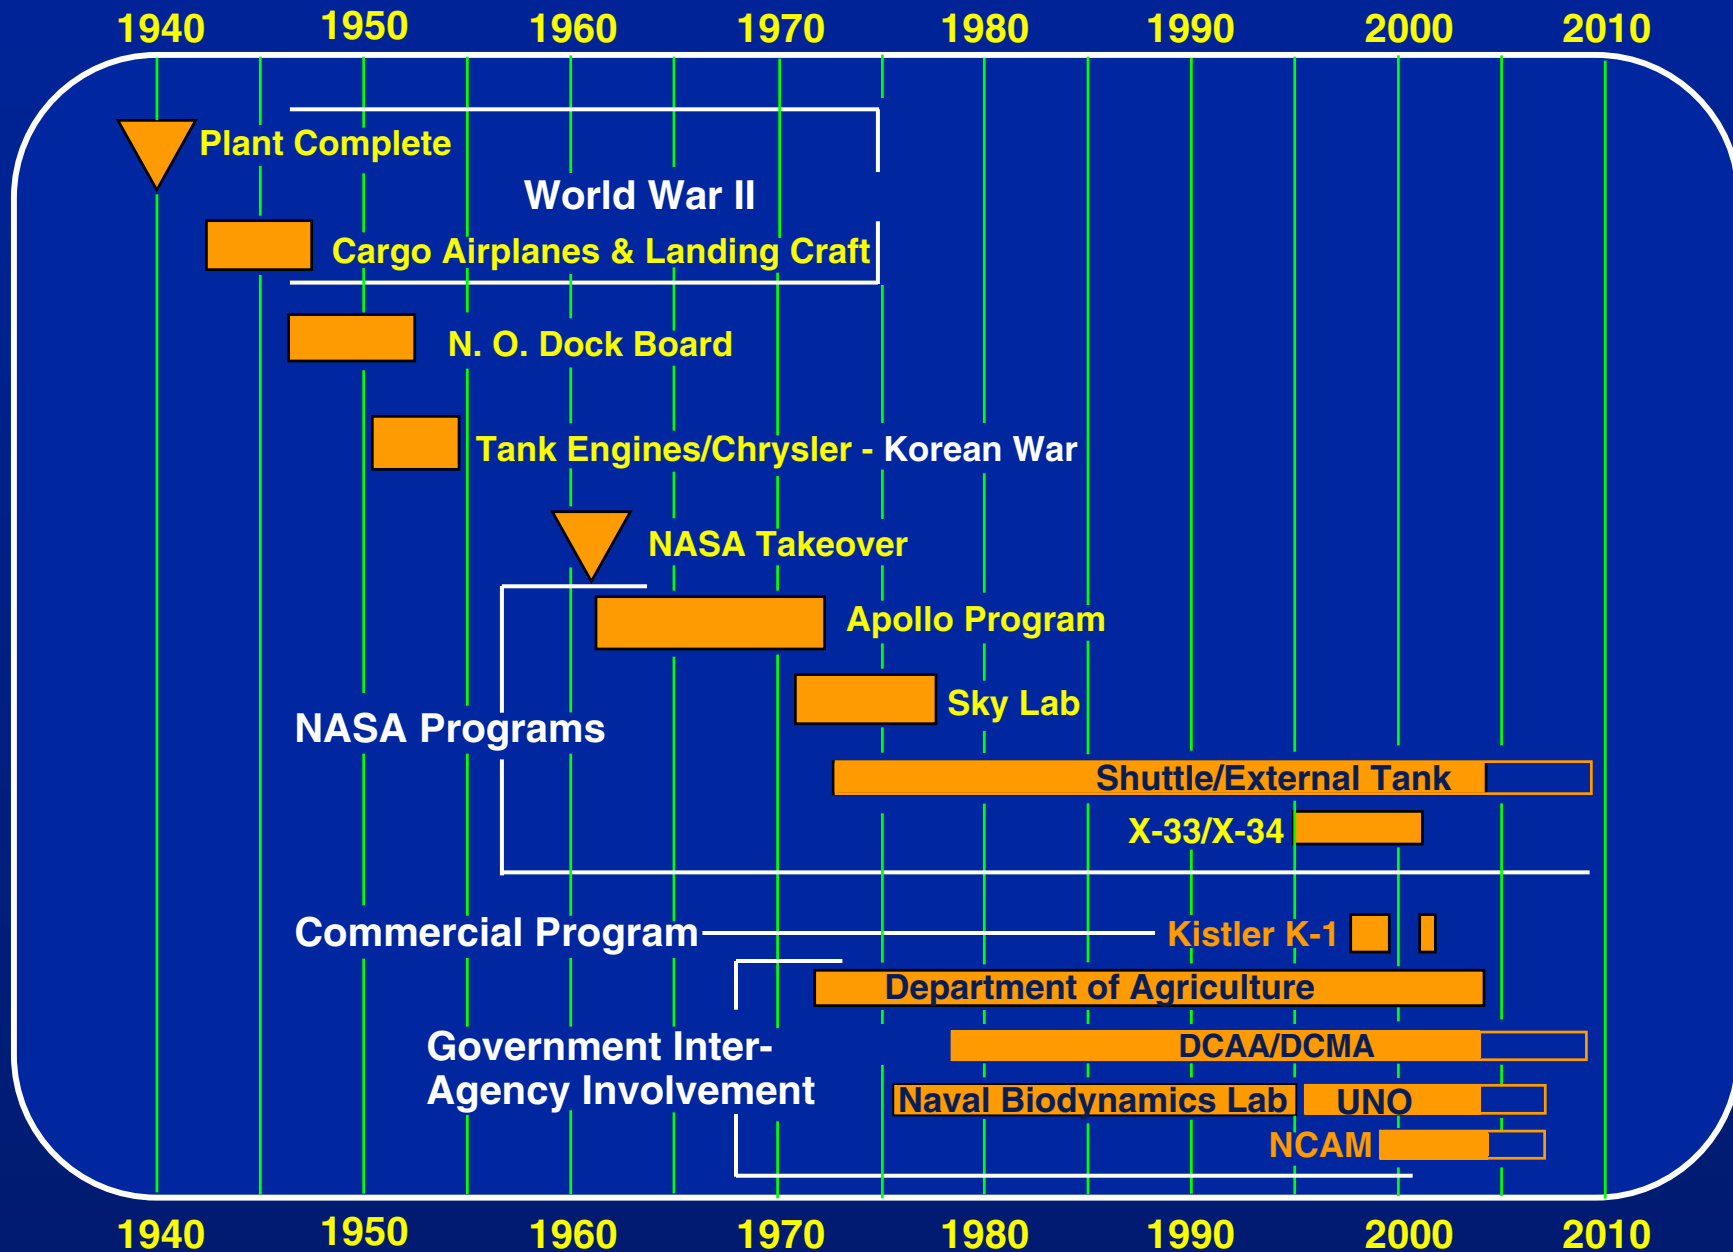 1940 1950 1960 1970 1980 1990 2000 2010
Plant Complete
World War II
Cargo Airplanes & Landing Craft
N. O. Dock Board
Tank Engines/Chrysler - Korean War
NASA Takeover
Apollo Program
Sky Lab
NASA Programs
Shuttle/External Tank
X-33/X-34
Commercial Program
Kistler K-1
Department of Agriculture
Government Inter-
Agency Involvement
DCAA/DCMA
Naval Biodynamics Lab
UNO
NCAM
1940 1950 1960 1970 1980 1990 2000 2010